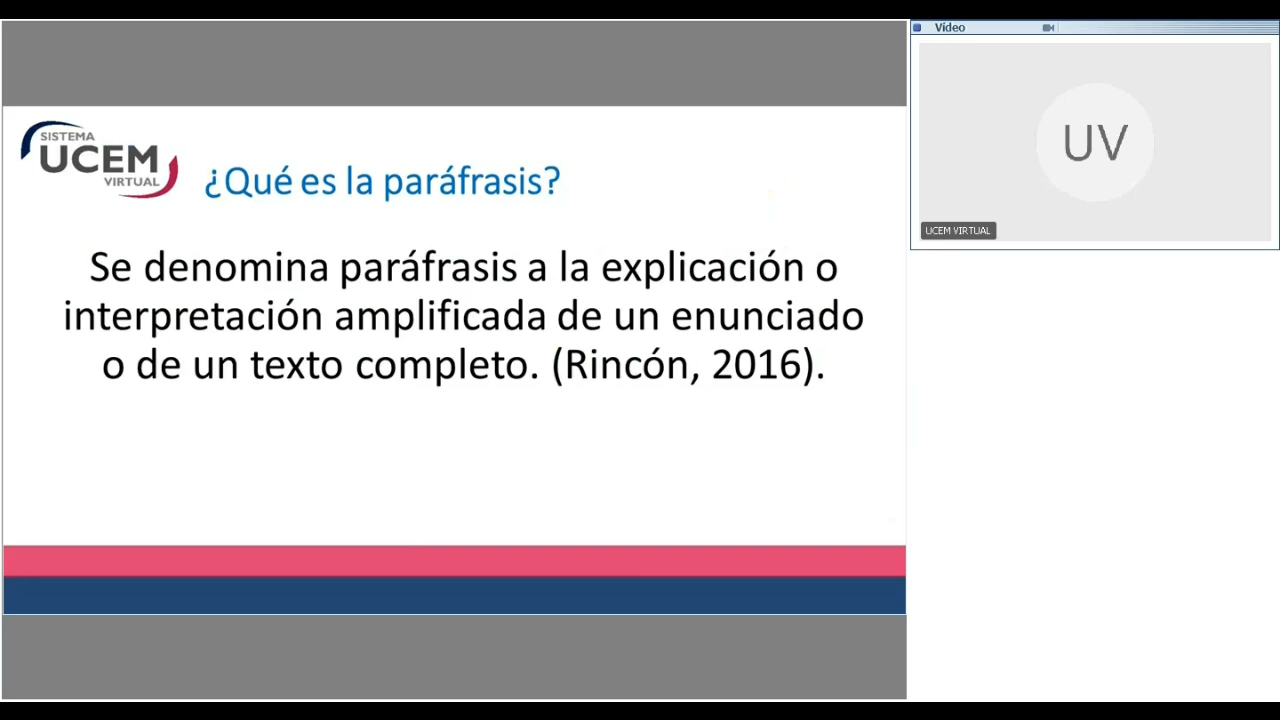 SISTEMA
UCEM
VIRTUAL
¿Qué es la paráfrasis?
Se denomina paráfrasis a la explicación o
interpretación amplificada de un enunciado
o de un texto completo. (Rincón, 2016).
Vídeo
UV
UCEM VIRTUAL